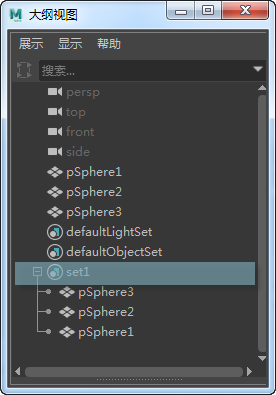 大纲视图
展示 显示 帮助
搜索...
persp
top
front
side
pSphere1
pSphere2
pSphere3
defaultLightSet
defaultObjectSet
set1
pSphere3
pSphere2
pSphere1